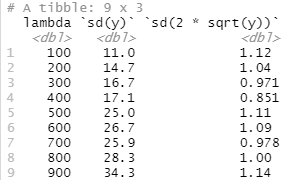 # A tibble: 9 x 3
lambda `sd(y)` `sd(2 * sqrt(y))`
<dbl> <dbl> <dbl>
1 100 11.0 1.12
2 200 14.7 1.04
3 300 16.7 0.971
4 400 17.1 0.851
5 500 25.0 1.11
6 600 26.7 1.09
7 700 25.9 0.978
8 800 28.3 1.00
9 900 34.3 1.14